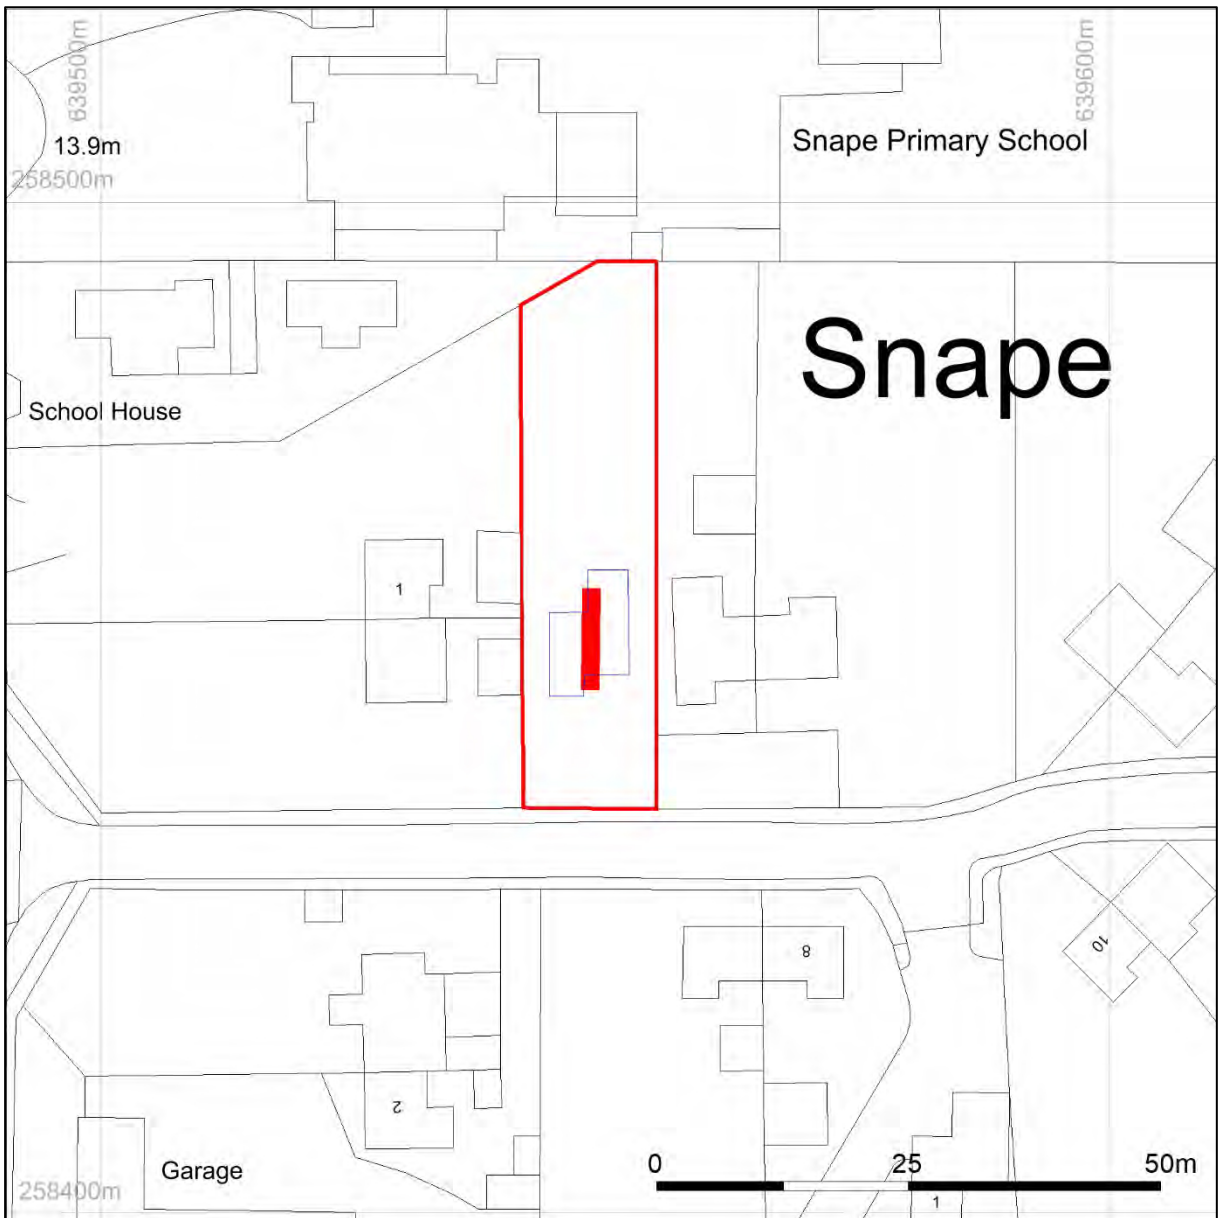 639500m
639600m
13.9m
Snape Primary School
258500m
Snape
School House
1
8
10
2
Garage
0 25 50m
258400m
1